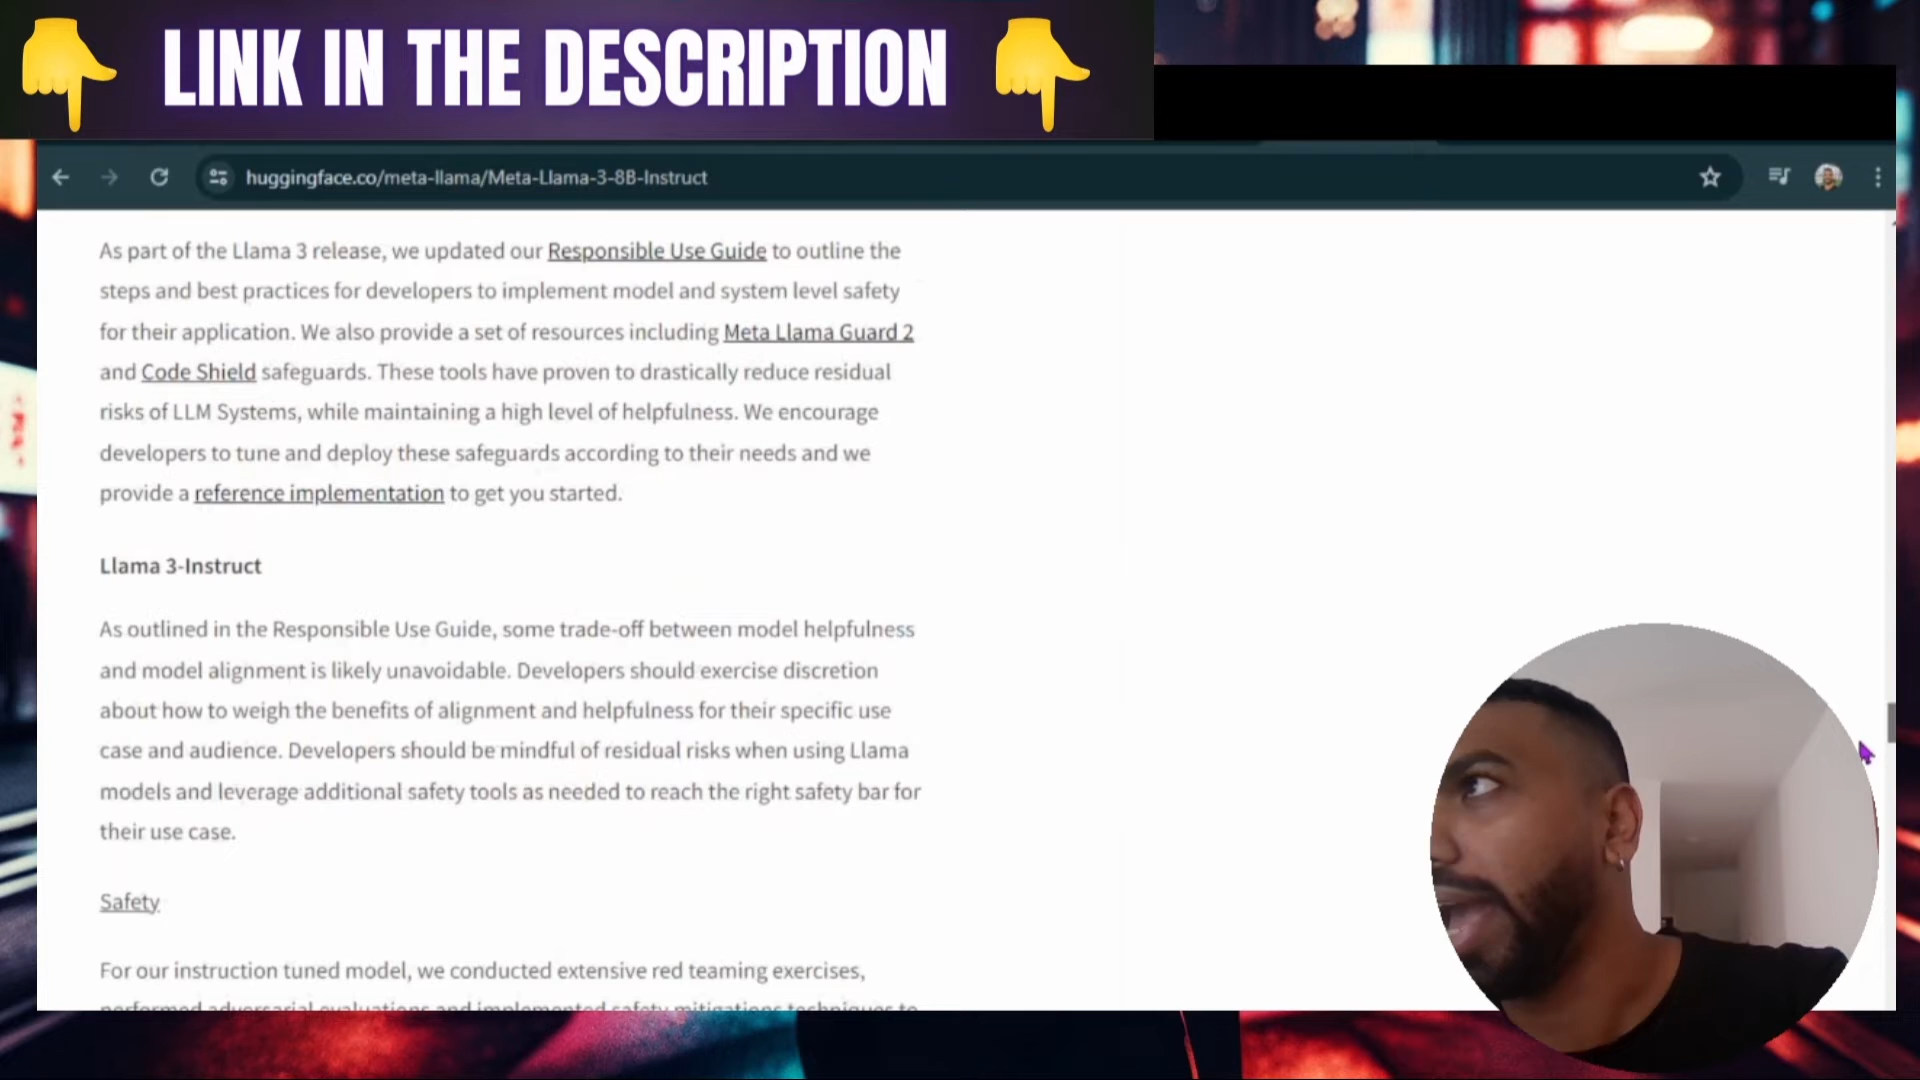 LINK IN THE DESCRIPTION
huggingface.co/meta-llama/Meta-Llama-3-8B-Instruct
As part of the Llama 3 release, we updated our Responsible Use Guide to outline the
steps and best practices for developers to implement model and system level safety
for their application. We also provide a set of resources including Meta Llama Guard 2
and Code Shield safeguards. These tools have proven to drastically reduce residual
risks of LLM Systems, while maintaining a high level of helpfulness. We encourage
developers to tune and deploy these safeguards according to their needs and we
provide a reference implementation to get you started.
Llama 3-Instruct
As outlined in the Responsible Use Guide, some trade-off between model helpfulness
and model alignment is likely unavoidable. Developers should exercise discretion
about how to weigh the benefits of alignment and helpfulness for their specific use
case and audience. Developers should be mindful of residual risks when using Llama
models and leverage additional safety tools as needed to reach the right safety bar for
their use case.
Safety
For our instruction tuned model, we conducted extensive red teaming exercises,
performed adversarial evaluations and implemented safety mitigations techniques to